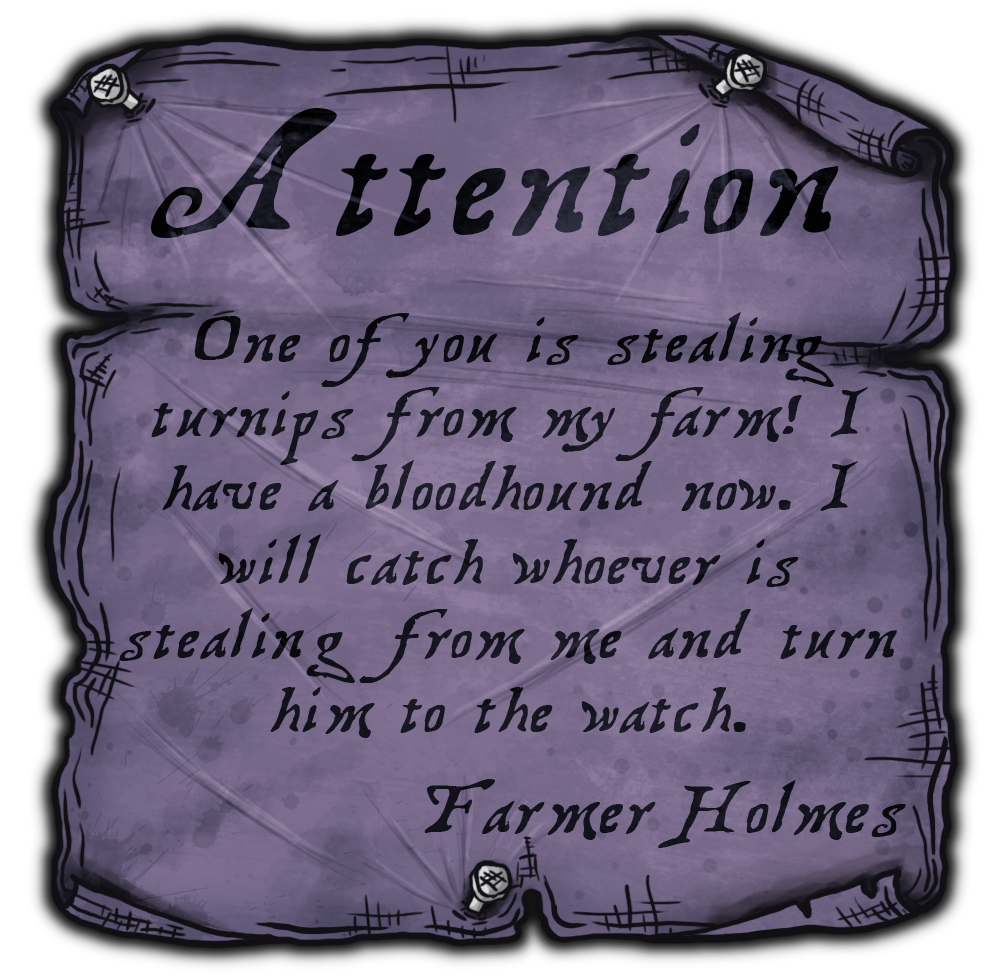 Attention
One of you is stealing
turnips from my farm! I
have a bloodhound now. I
will catch whoever is
stealing from me and turn
him to the watch.
Farmer Holmes